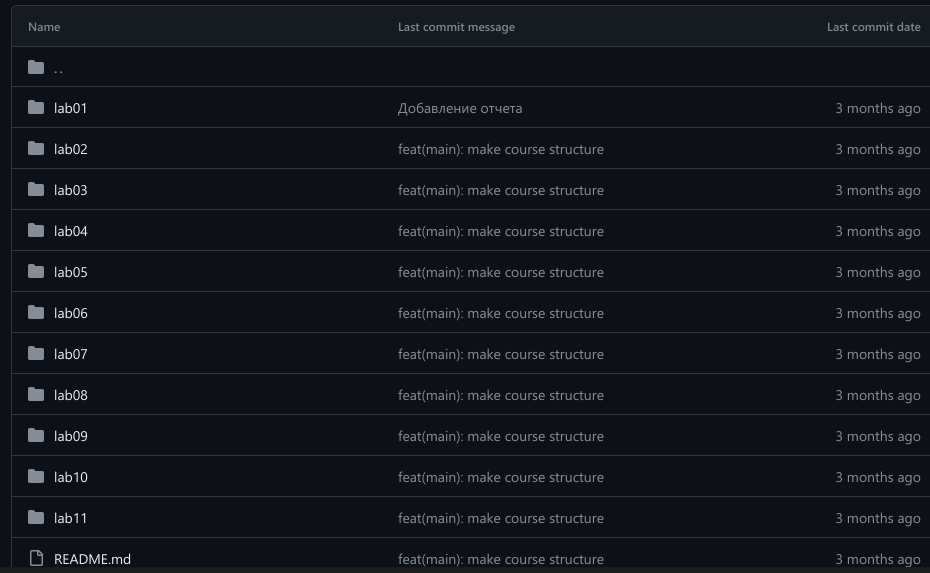 Name Last commit message Last commit date
..
lab01 Добавление отчета 3 months ago
lab02 feat(main): make course structure 3 months ago
lab03 feat(main): make course structure 3 months ago
lab04 feat(main): make course structure 3 months ago
lab05 feat(main): make course structure 3 months ago
lab06 feat(main): make course structure 3 months ago
lab07 feat(main): make course structure 3 months ago
lab08 feat(main): make course structure 3 months ago
lab09 feat(main): make course structure 3 months ago
lab10 feat(main): make course structure 3 months ago
lab11 feat(main): make course structure 3 months ago
README.md feat(main): make course structure 3 months ago